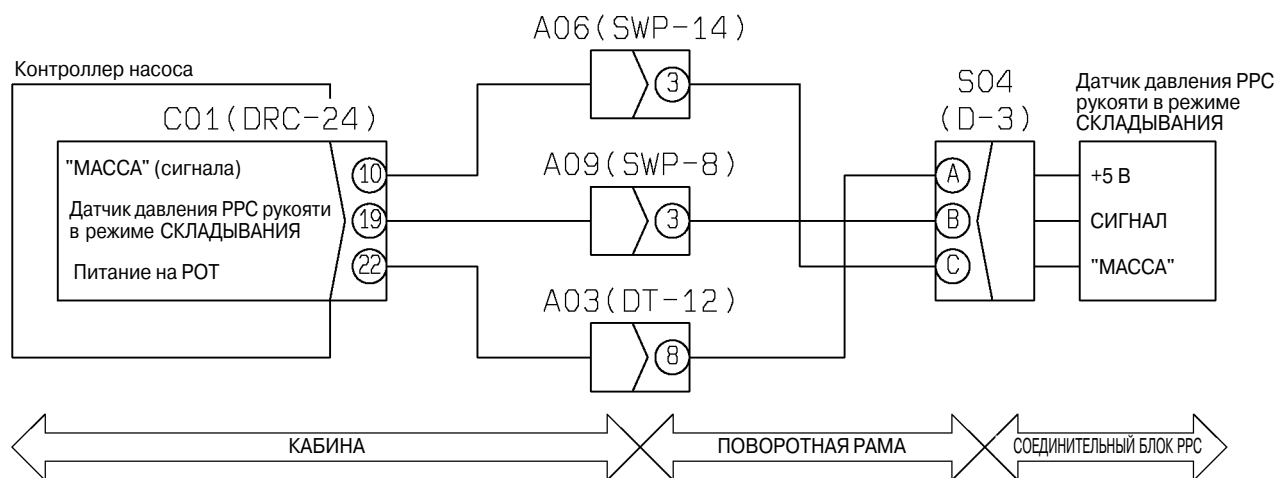 A06(SWP-14)
Контроллер насоса
C01(DRC-24)
S04
(D-3)
Датчик давления PPC
рукояти в режиме
СКЛАДЫВАНИЯ
3
"МАССА" (сигнала)
10
A09(SWP-8)
A
+5 В
Датчик давления PPC рукояти
в режиме СКЛАДЫВАНИЯ
19
3
B
СИГНАЛ
Питание на POT
22
C
"МАССА"
A03(DT-12)
8
КАБИНА
ПОВОРОТНАЯ РАМА
СОЕДИНИТЕЛЬНЫЙ БЛОК PPC